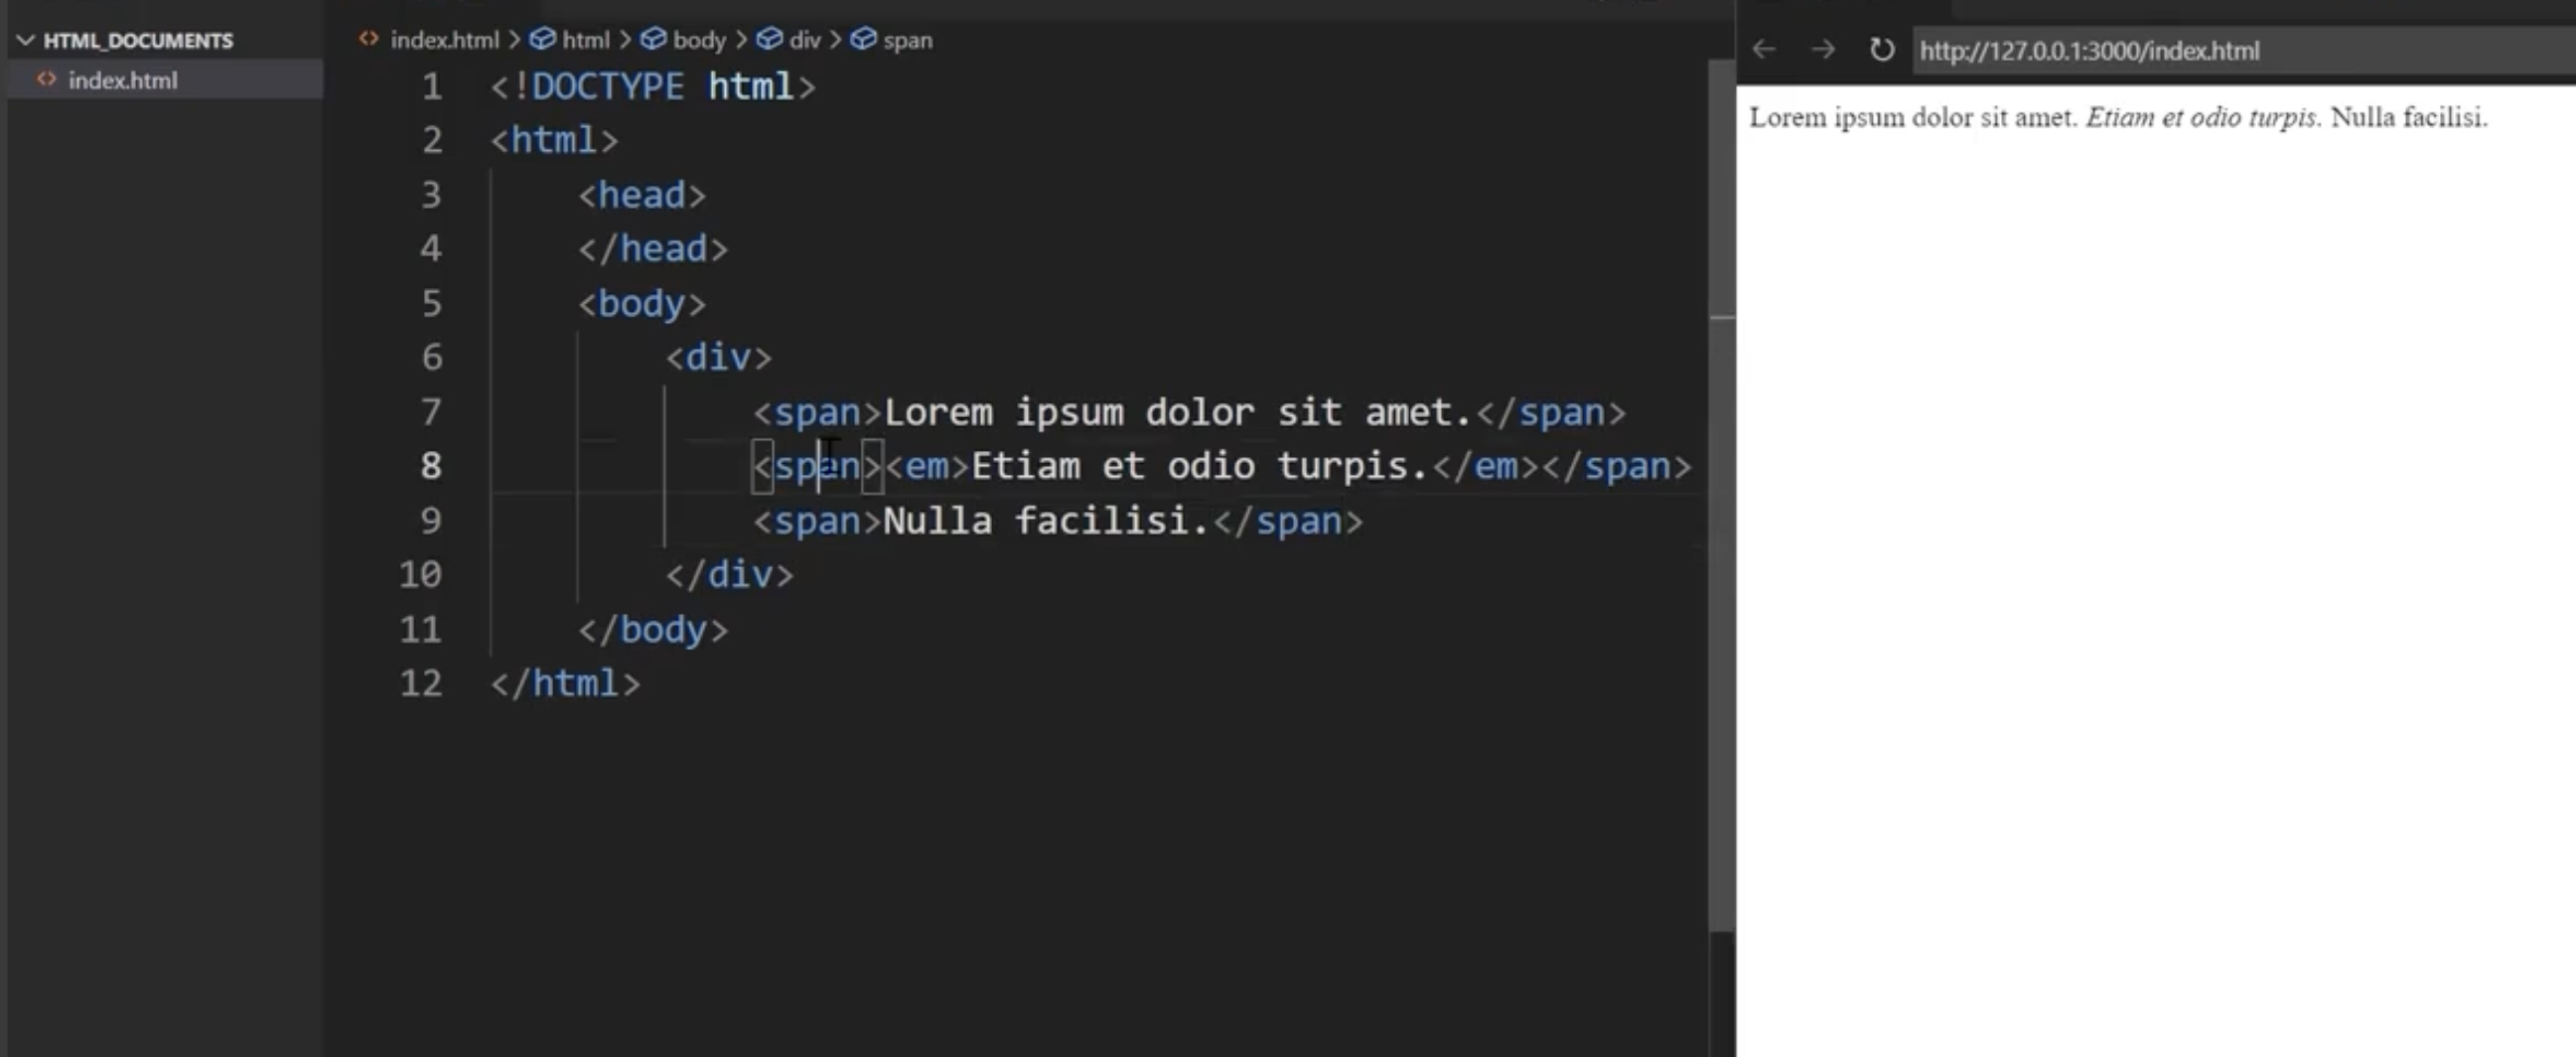 HTML_DOCUMENTS
index.html
index.html > html > body > div > span
1 <!DOCTYPE html>
2 <html>
3 <head>
4 </head>
5 <body>
6 <div>
7 <span>Lorem ipsum dolor sit amet.</span>
8 <span><em>Etiam et odio turpis.</em></span>
9 <span>Nulla facilisi.</span>
10 </div>
11 </body>
12 </html>
http://127.0.0.1:3000/index.html
Lorem ipsum dolor sit amet. Etiam et odio turpis. Nulla facilisi.